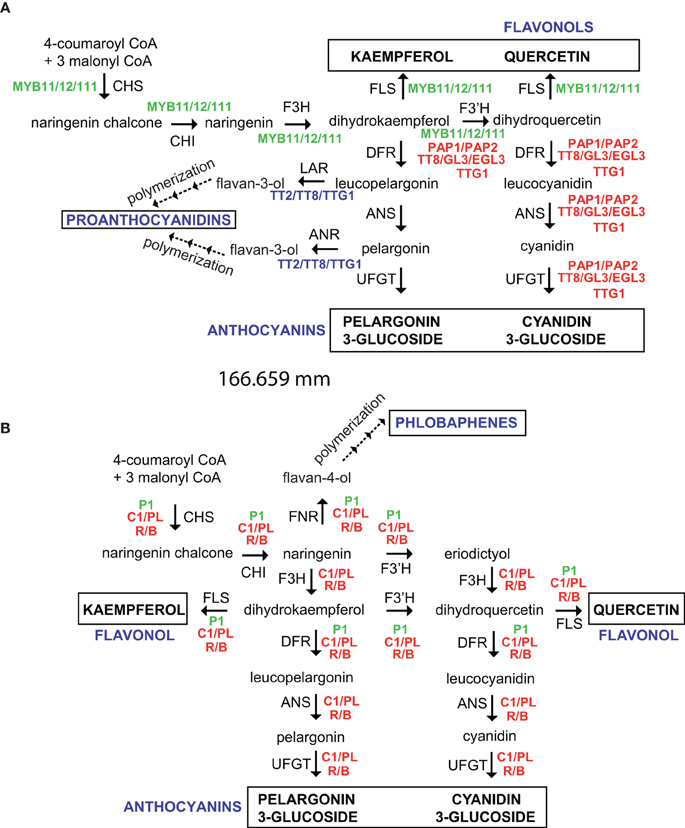 A
FLAVONOLS
4-coumaroyl CoA
+ 3 malonyl CoA
KAEMPFEROL QUERCETIN
MYB11/12/111 CHS
FLS MYB11/12/111 FLS MYB11/12/111
MYB11/12/111 F3H F3'H
naringenin chalcone naringenin dihydrokaempferol dihydroquercetin
CHI MYB11/12/111 MYB11/12/111
DFR PAP1/PAP2 DFR PAP1/PAP2
TT8/GL3/EGL3 TT8/GL3/EGL3
TTG1 TTG1
polymerization flavan-3-ol LAR leucopelargonin leucocyanidin
TT2/TT8/TTG1
PROANTHOCYANIDINS
ANS ANS PAP1/PAP2
TT8/GL3/EGL3
TTG1
polymerization flavan-3-ol ANR pelargonin cyanidin
TT2/TT8/TTG1
UFGT UFGT PAP1/PAP2
TT8/GL3/EGL3
TTG1
ANTHOCYANINS
PELARGONIN CYANIDIN
3-GLUCOSIDE 3-GLUCOSIDE
166.659 mm
B
polymerization PHLOBAPHENES
4-coumaroyl CoA
+ 3 malonyl CoA
flavan-4-ol
P1
C1/PL
R/B
CHS
P1
C1/PL
R/B
FNR
P1
C1/PL
R/B
P1
C1/PL
R/B
naringenin chalcone naringenin eriodictyol
CHI F3'H
F3H C1/PL
R/B
F3H C1/PL
R/B
P1
C1/PL
R/B
KAEMPFEROL FLS dihydrokaempferol F3'H dihydroquercetin FLS QUERCETIN
FLAVONOL FLAVONOL
P1
C1/PL
R/B
DFR P1
C1/PL
R/B
P1
C1/PL
R/B
DFR P1
C1/PL
R/B
leucopelargonin leucocyanidin
ANS C1/PL
R/B
ANS C1/PL
R/B
pelargonin cyanidin
UFGT C1/PL
R/B
UFGT C1/PL
R/B
ANTHOCYANINS
PELARGONIN CYANIDIN
3-GLUCOSIDE 3-GLUCOSIDE